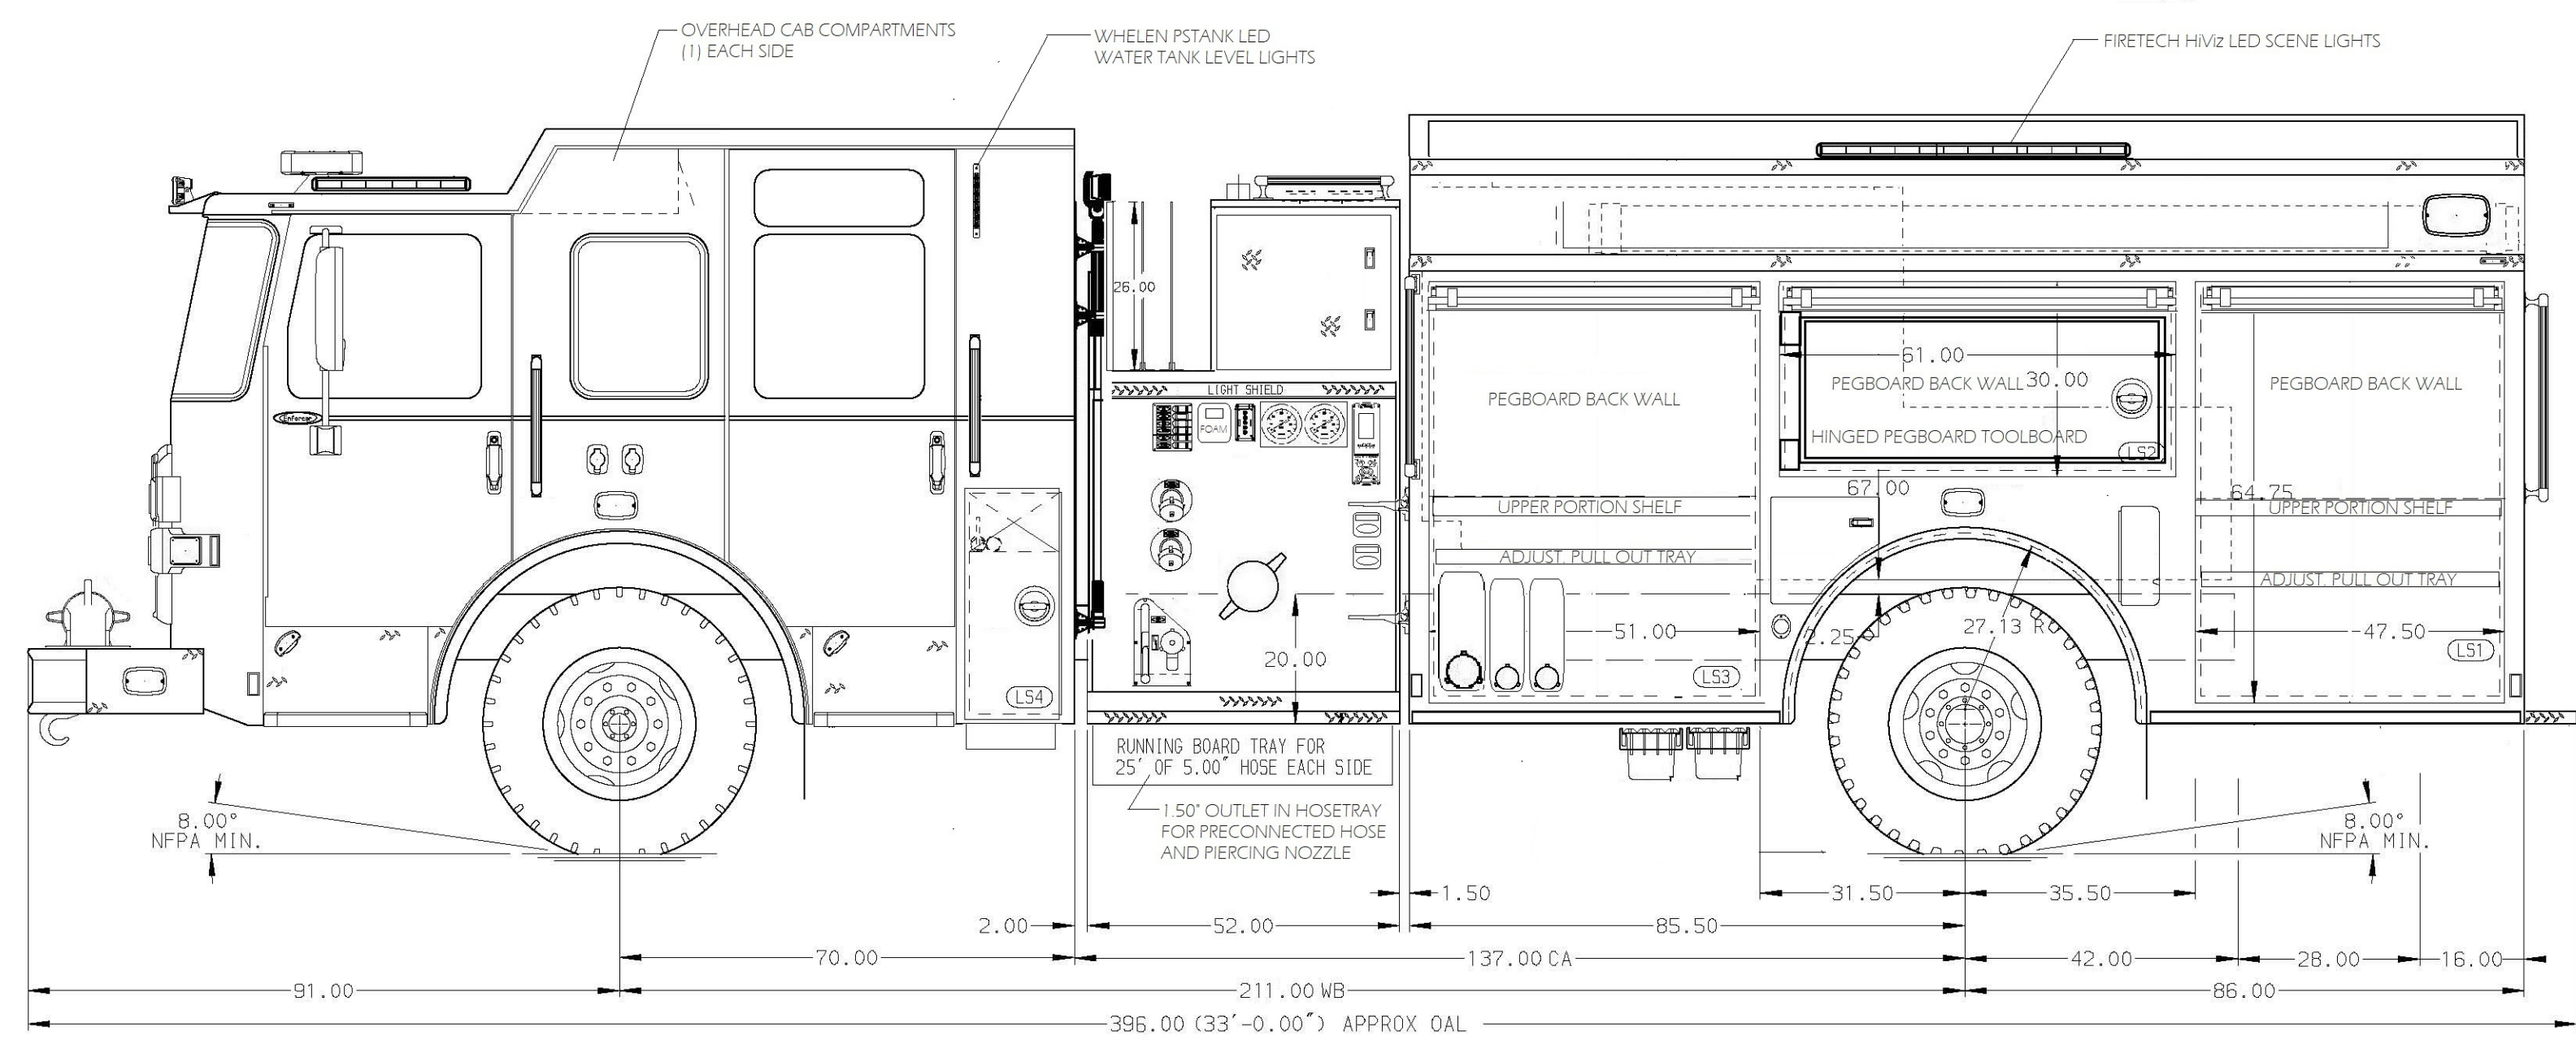 OVERHEAD CAB COMPARTMENTS
(1) EACH SIDE
WHELEN PSTANK LED
WATER TANK LEVEL LIGHTS
FIRETECH HiViz LED SCENE LIGHTS
26.00
LIGHT SHIELD
FOAM
Enforcer
PEGBOARD BACK WALL
61.00
PEGBOARD BACK WALL
30.00
HINGED PEGBOARD TOOLBOARD
LS2
PEGBOARD BACK WALL
67.00
64.75
UPPER PORTION SHELF
UPPER PORTION SHELF
ADJUST. PULL OUT TRAY
ADJUST. PULL OUT TRAY
51.00
2.25
27.13 R
47.50
20.00
LS1
LS3
LS4
RUNNING BOARD TRAY FOR
25' OF 5.00" HOSE EACH SIDE
1.50" OUTLET IN HOSETRAY
FOR PRECONNECTED HOSE
AND PIERCING NOZZLE
8.00°
NFPA MIN.
8.00°
NFPA MIN.
1.50
31.50
35.50
2.00
52.00
85.50
70.00
137.00 CA
42.00
28.00
16.00
91.00
211.00 WB
86.00
396.00 (33'-0.00") APPROX OAL